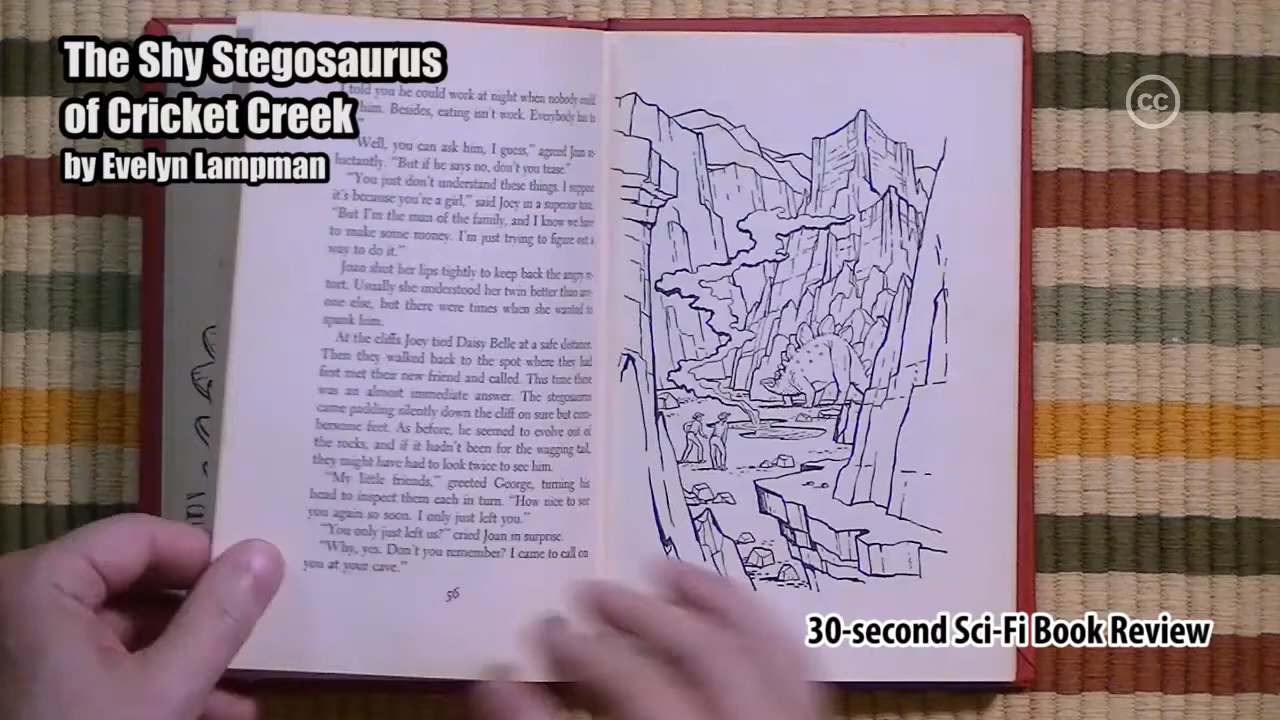 The Shy Stegosaurus
of Cricket Creek
by Evelyn Lampman
cc
I told you he could work at night when nobody could
him. Besides, eating isn't work. Everybody has to
"Well, you can ask him, I guess," agreed Joan re-
luctantly. "But if he says no, don't you tease."
"You just don't understand these things. I suppose
it's because you're a girl," said Joey in a superior tone.
"But I'm the man of the family, and I know we have
to make some money. I'm just trying to figure out a
way to do it."
Joan shut her lips tightly to keep back the angry re-
tort. Usually she understood her twin better than any-
one else, but there were times when she wanted to
spank him.
At the cliffs Joey tied Daisy Belle at a safe distance.
Then they walked back to the spot where they had
first met their new friend and called. This time there
was an almost immediate answer. The stegosaurus
came padding silently down the cliff on sure but cum-
bersome feet. As before, he seemed to evolve out of
the rocks, and if it hadn't been for the wagging tail,
they might have had to look twice to see him.
"My little friends," greeted George, turning his
head to inspect them each in turn. "How nice to see
you again so soon. I only just left you."
"You only just left us?" cried Joan in surprise.
"Why, yes. Don't you remember? I came to call on
you at your cave."
56
30-second Sci-Fi Book Review